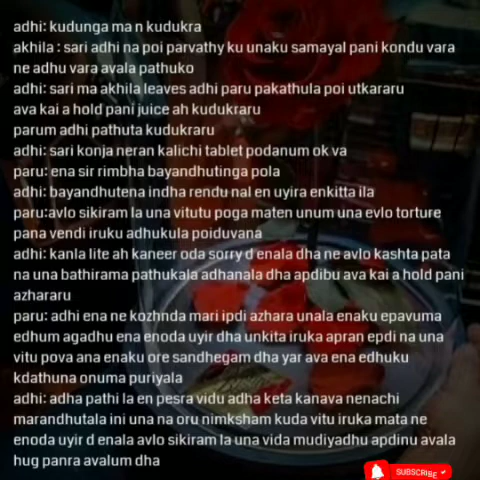 adhi: kudunga ma n kudukra
akhila : sari adhi na poi parvathy ku unaku samayal pani kondu vara
ne adhu vara avala pathuko
adhi: sari ma akhila leaves adhi paru pakathula poi utkararu
ava kai a hold pani juice ah kudukraru
parum adhi pathuta kudukraru
adhi: sari konja neran kalichi tablet podanum ok va
paru: ena sir rimbha bayandhutinga pola
adhi: bayandhutena indha rendu nal en uyira enkitta ila
paru:avlo sikiram la una vitutu poga maten unum una evlo torture
pana vendi iruku adhukula poiduvana
adhi: kanla lite ah kaneer oda sorry d enala dha ne avlo kashta pata
na una bathirama pathukala adhanala dha apdibu ava kai a hold pani
azhararu
paru: adhi ena ne kozhnda mari ipdi azhara unala enaku epavuma
edhum agadhu ena enoda uyir dha unkita iruka apran epdi na una
vitu pova ana enaku ore sandhegam dha yar ava ena edhuku
kdathuna onuma puriyala
adhi: adha pathi la en pesra vidu adha keta kanava nenachi
marandhutala ini una na oru nimksham kuda vitu iruka mata ne
enoda uyir d enala avlo sikiram la una vida mudiyadhu apdinu avala
hug panra avalum dha
SUBSCRIBE